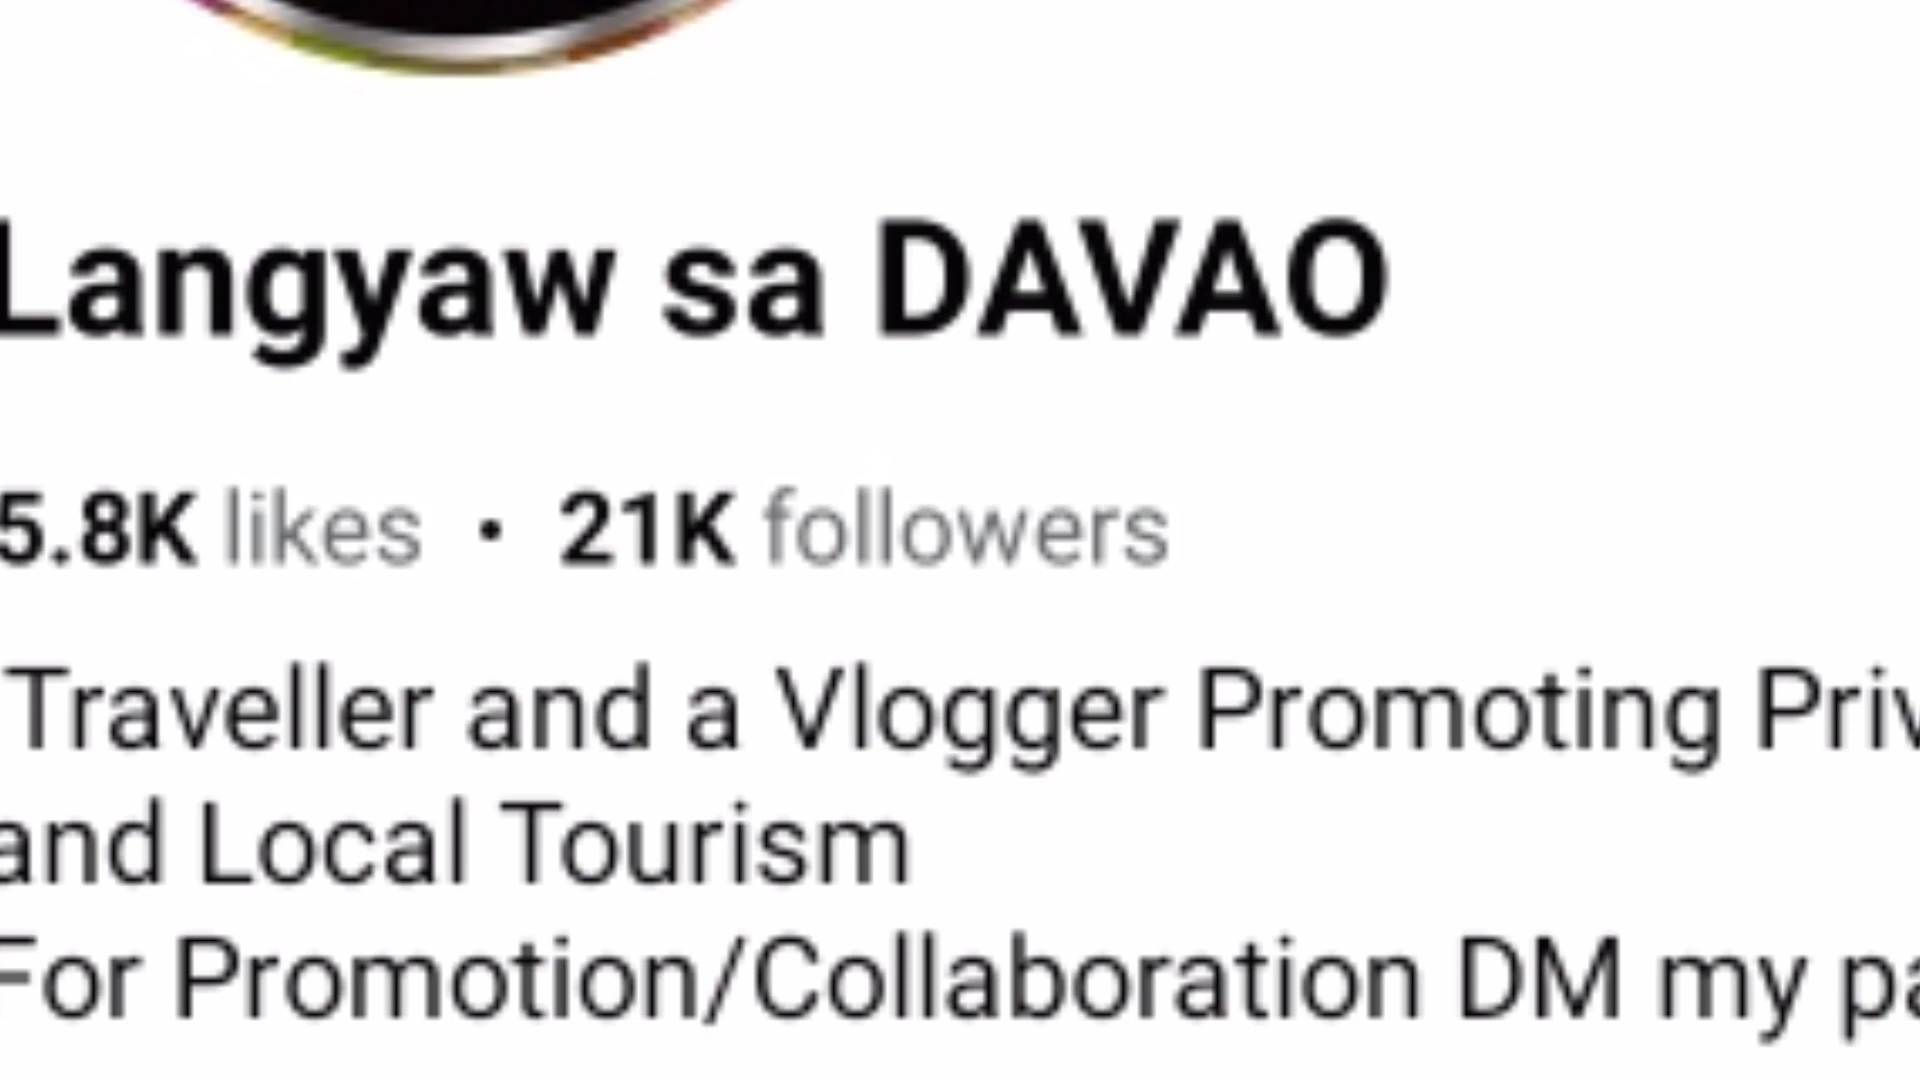 Langyaw sa DAVAO
5.8K likes · 21K followers
Traveller and a Vlogger Promoting
and Local Tourism
For Promotion/Collaboration DM my